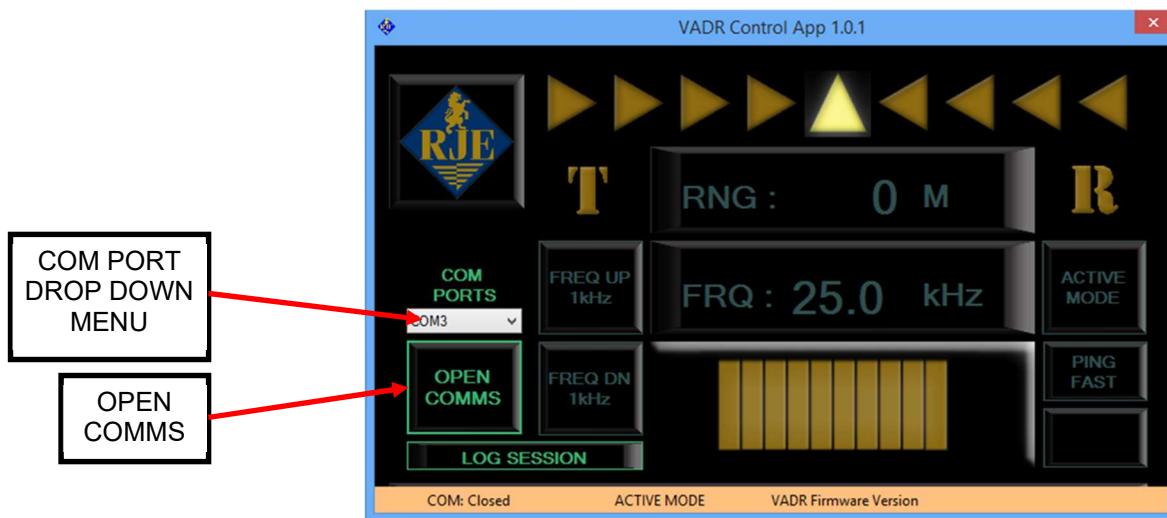 VADR Control App 1.0.1
RJE
T
RNG : 0 M
R
COM PORT
DROP DOWN
MENU
COM
PORTS
COM3
FREQ UP
1kHz
FRQ : 25.0 kHz
ACTIVE
MODE
OPEN
COMMS
OPEN
COMMS
FREQ DN
1kHz
PING
FAST
LOG SESSION
COM: Closed ACTIVE MODE VADR Firmware Version